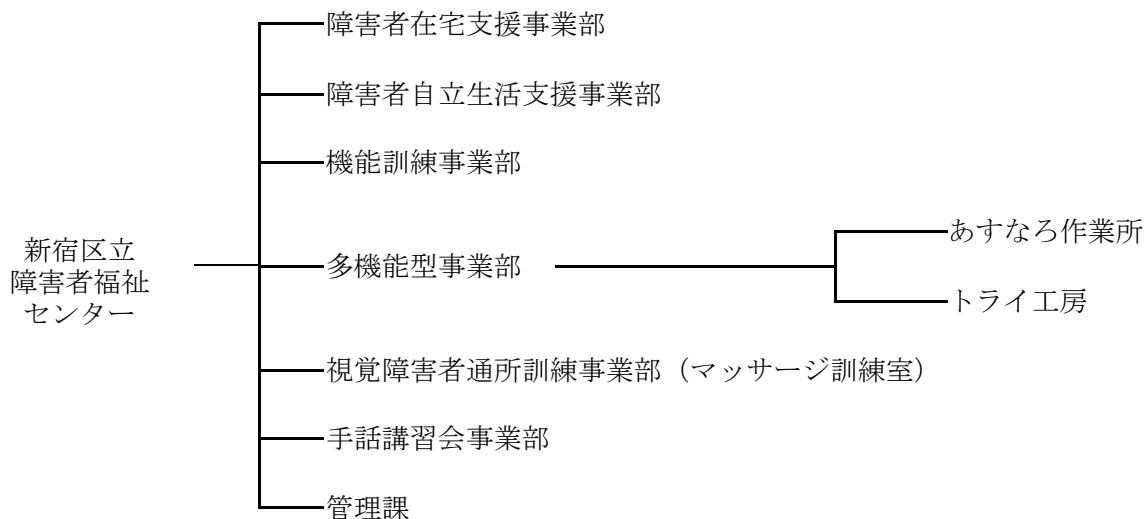 障害者在宅支援事業部
障害者自立生活支援事業部
機能訓練事業部
新宿区立
障害者福祉
センター
多機能型事業部
あすなろ作業所
トライ工房
視覚障害者通所訓練事業部（マッサージ訓練室）
手話講習会事業部
管理課